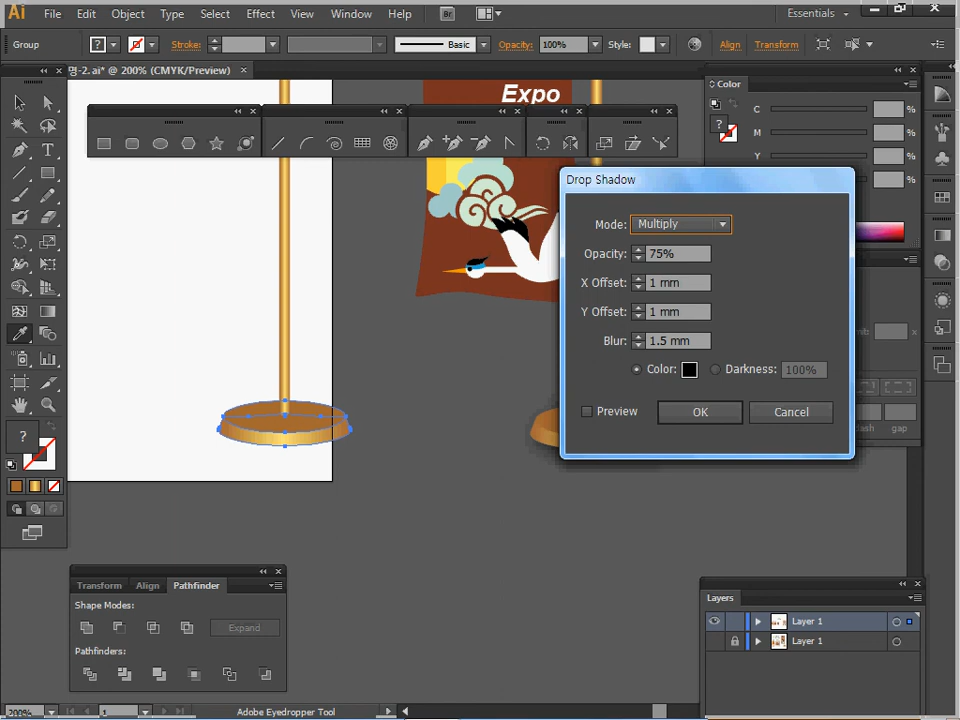 Ai File Edit Object Type Select Effect View Window Help Br Essentials
Group ? Stroke: Basic Opacity: 100% Style: Align Transform
명-2.ai* @ 200% (CMYK/Preview)
Expo
Color
C %
M %
Y %
%
?
Drop Shadow
Mode: Multiply
Opacity: 75%
X Offset: 1 mm
Y Offset: 1 mm
Blur: 1.5 mm
Color: Darkness: 100%
Preview OK Cancel
dash gap
?
Transform Align Pathfinder
Shape Modes:
Expand
Pathfinders:
Layers
Layer 1
Layer 1
200% 1 Adobe Eyedropper Tool